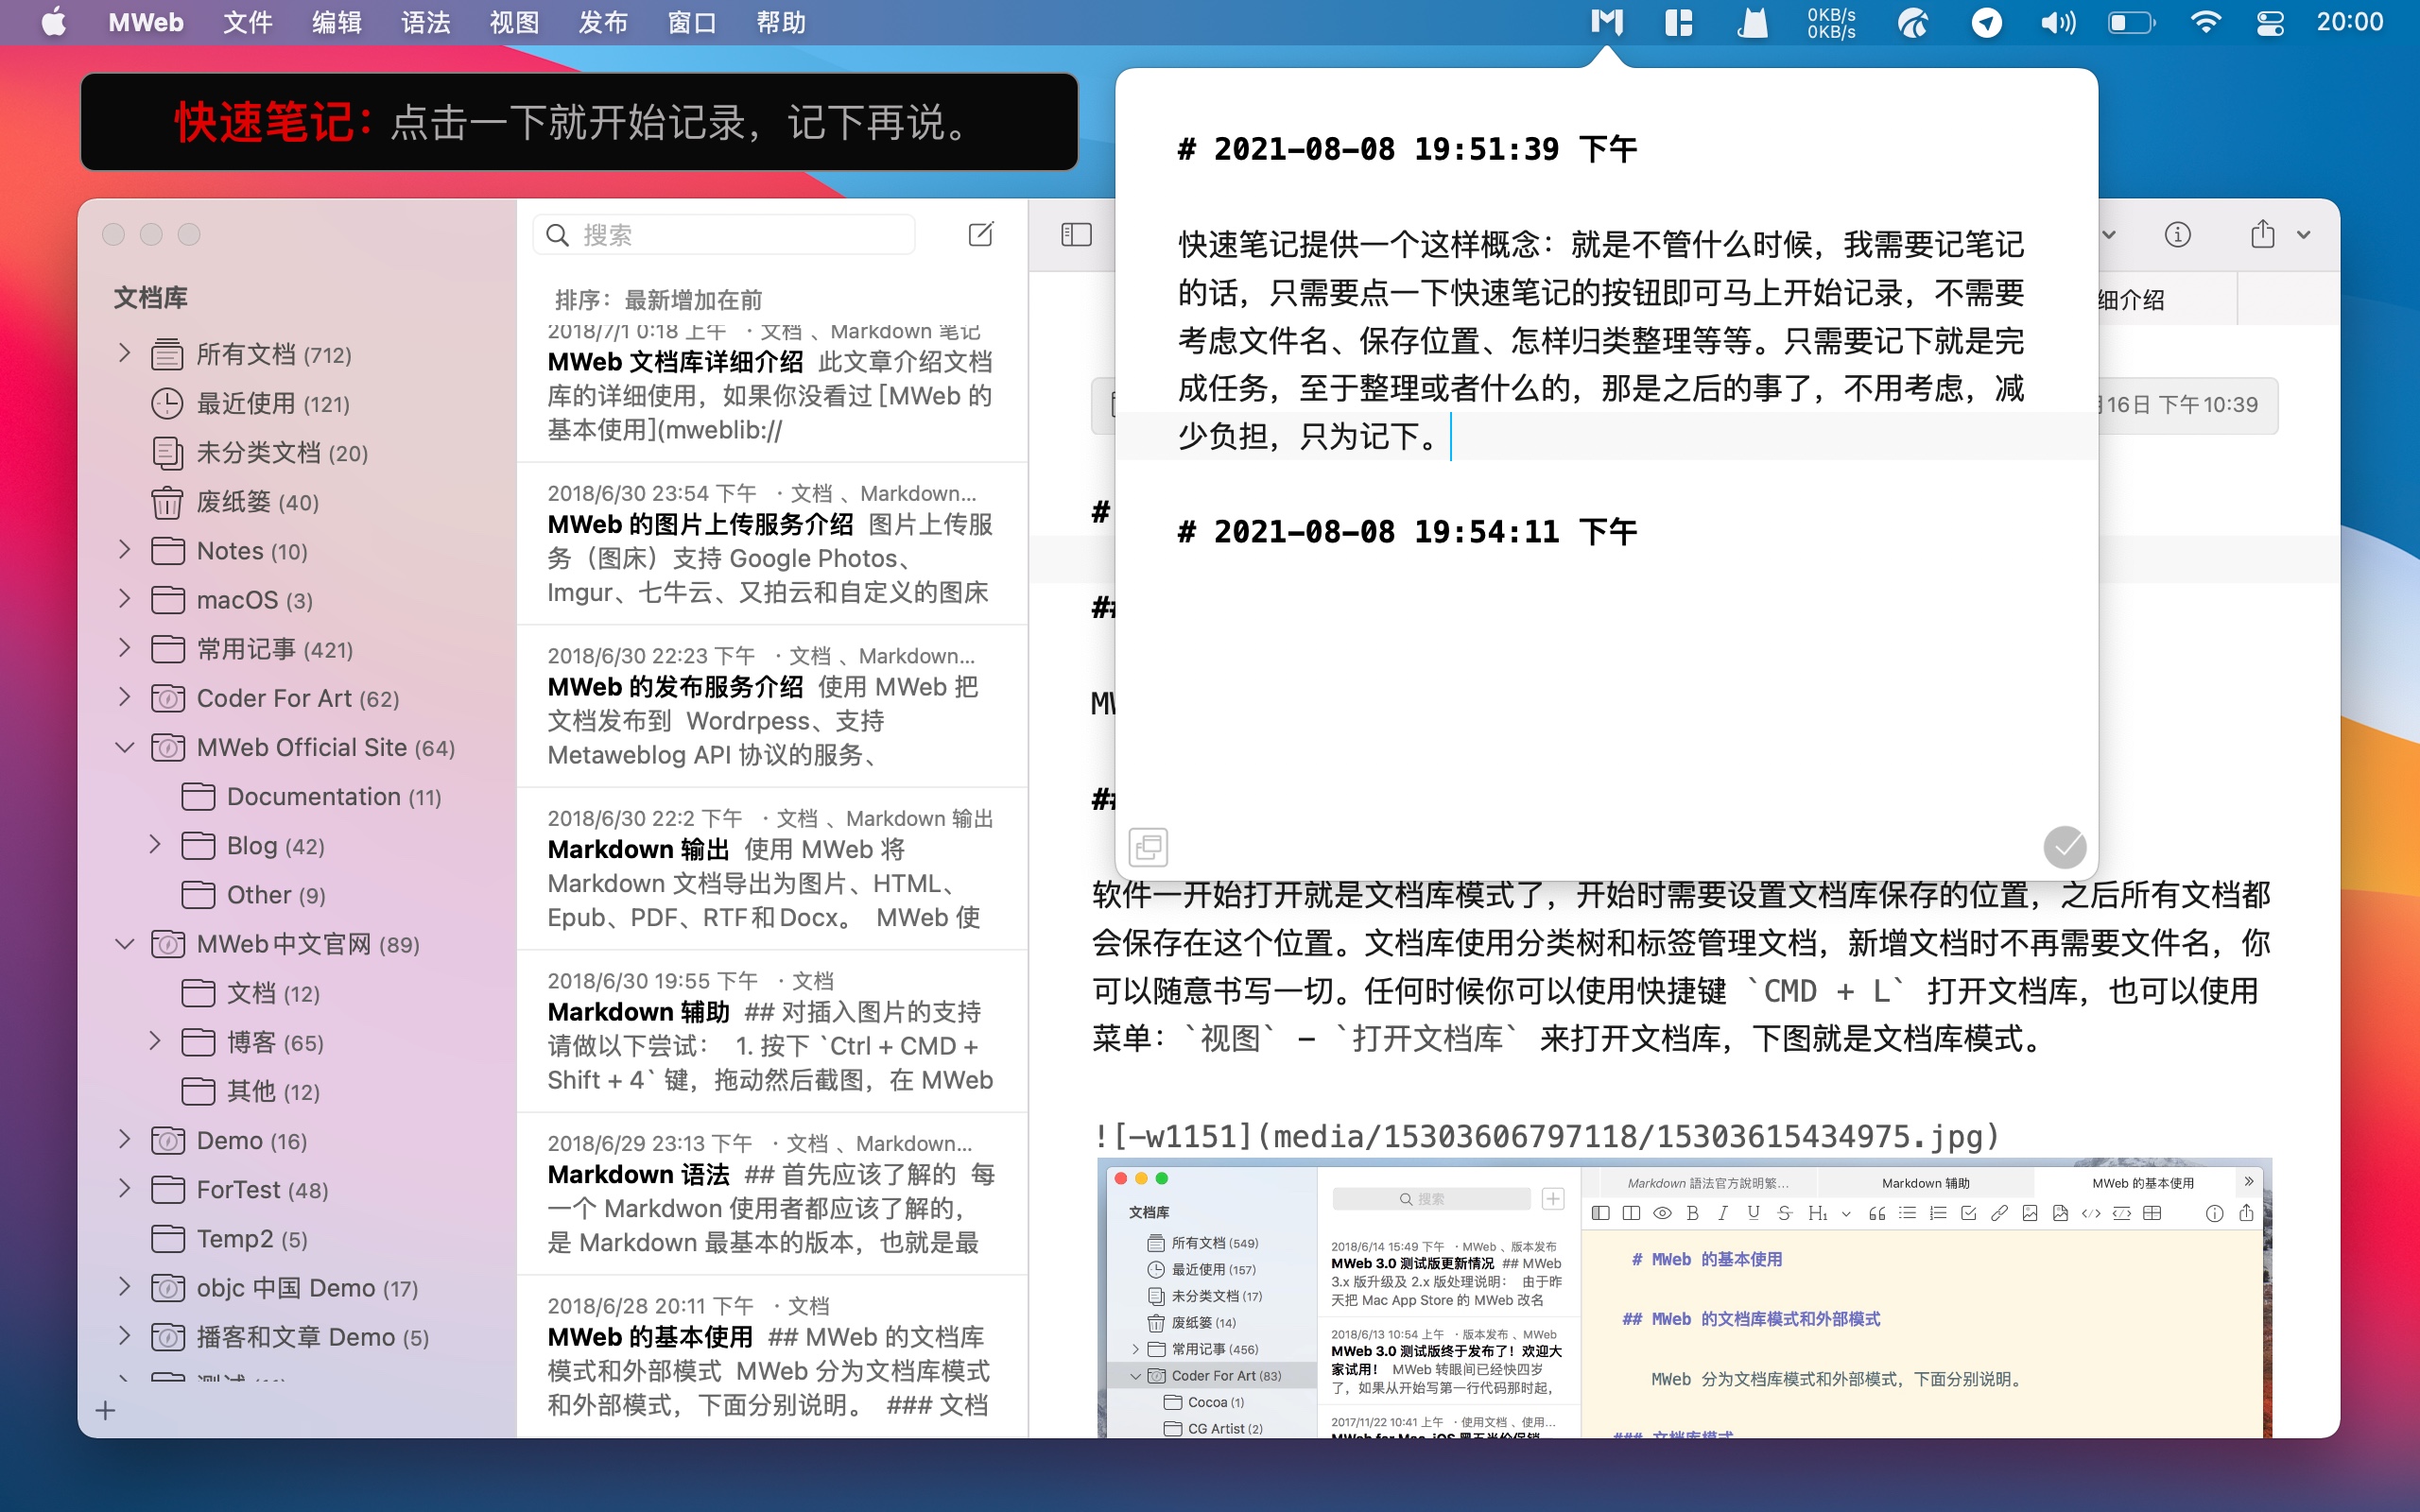 MWeb 文件 编辑 语法 视图 发布 窗口 帮助
0KB/s
0KB/s
20:00
快速笔记：点击一下就开始记录，记下再说。
文档库
所有文档 (712)
最近使用 (121)
未分类文档 (20)
废纸篓 (40)
Notes (10)
macOS (3)
常用记事 (421)
Coder For Art (62)
MWeb Official Site (64)
Documentation (11)
Blog (42)
Other (9)
MWeb中文官网 (89)
文档 (12)
博客 (65)
其他 (12)
Demo (16)
ForTest (48)
Temp2 (5)
objc 中国 Demo (17)
播客和文章 Demo (5)
搜索
排序：最新增加在前
2018/7/1 0:18 上午 · 文档 、Markdown 笔记
MWeb 文档库详细介绍 此文章介绍文档
库的详细使用，如果你没看过 [MWeb 的
基本使用](mweblib://
2018/6/30 23:54 下午 · 文档 、Markdown...
MWeb 的图片上传服务介绍 图片上传服
务（图床）支持 Google Photos、
Imgur、七牛云、又拍云和自定义的图床
2018/6/30 22:23 下午 · 文档 、Markdown...
MWeb 的发布服务介绍 使用 MWeb 把
文档发布到 Wordrpess、支持
Metaweblog API 协议的服务、
2018/6/30 22:2 下午 · 文档 、Markdown 输出
Markdown 输出 使用 MWeb 将
Markdown 文档导出为图片、HTML、
Epub、PDF、RTF和Docx。 MWeb 使
2018/6/30 19:55 下午 · 文档
Markdown 辅助 ## 对插入图片的支持
请做以下尝试： 1. 按下 `Ctrl + CMD +
Shift + 4` 键，拖动然后截图，在 MWeb
2018/6/29 23:13 下午 · 文档 、Markdown...
Markdown 语法 ## 首先应该了解的 每
一个 Markdwon 使用者都应该了解的，
是 Markdown 最基本的版本，也就是最
2018/6/28 20:11 下午 · 文档
MWeb 的基本使用 ## MWeb 的文档库
模式和外部模式 MWeb 分为文档库模式
和外部模式，下面分别说明。 ### 文档
# 2021-08-08 19:51:39 下午
快速笔记提供一个这样概念：就是不管什么时候，我需要记笔记
的话，只需要点一下快速笔记的按钮即可马上开始记录，不需要
考虑文件名、保存位置、怎样归类整理等等。只需要记下就是完
成任务，至于整理或者什么的，那是之后的事了，不用考虑，减
少负担，只为记下。
# 2021-08-08 19:54:11 下午
细介绍
16日 下午10:39
#
##
##
软件一开始打开就是文档库模式了，开始时需要设置文档库保存的位置，之后所有文档都
会保存在这个位置。文档库使用分类树和标签管理文档，新增文档时不再需要文件名，你
可以随意书写一切。任何时候你可以使用快捷键 `CMD + L` 打开文档库，也可以使用
菜单：`视图` - `打开文档库` 来打开文档库，下图就是文档库模式。
![-w1151](media/15303606797118/15303615434975.jpg)
文档库
所有文档 (549)
最近使用 (157)
未分类文档 (17)
废纸篓 (14)
常用记事 (456)
Coder For Art (83)
Cocoa (1)
CG Artist (2)
搜索
2018/6/14 15:49 下午 · MWeb 、版本发布
MWeb 3.0 测试版更新情况 ## MWeb
3.x 版升级及 2.x 版处理说明： 由于昨
天把 Mac App Store 的 MWeb 改名
2018/6/13 10:54 上午 · 版本发布 、MWeb
MWeb 3.0 测试版终于发布了！欢迎大
家试用！ MWeb 转眼间已经快四岁
了，如果从开始写第一行代码那时起，
2017/11/22 10:41 上午 · 使用文档 、使用...
Markdown 語法官方說明繁...
Markdown 辅助
MWeb 的基本使用
# MWeb 的基本使用
## MWeb 的文档库模式和外部模式
MWeb 分为文档库模式和外部模式，下面分别说明。